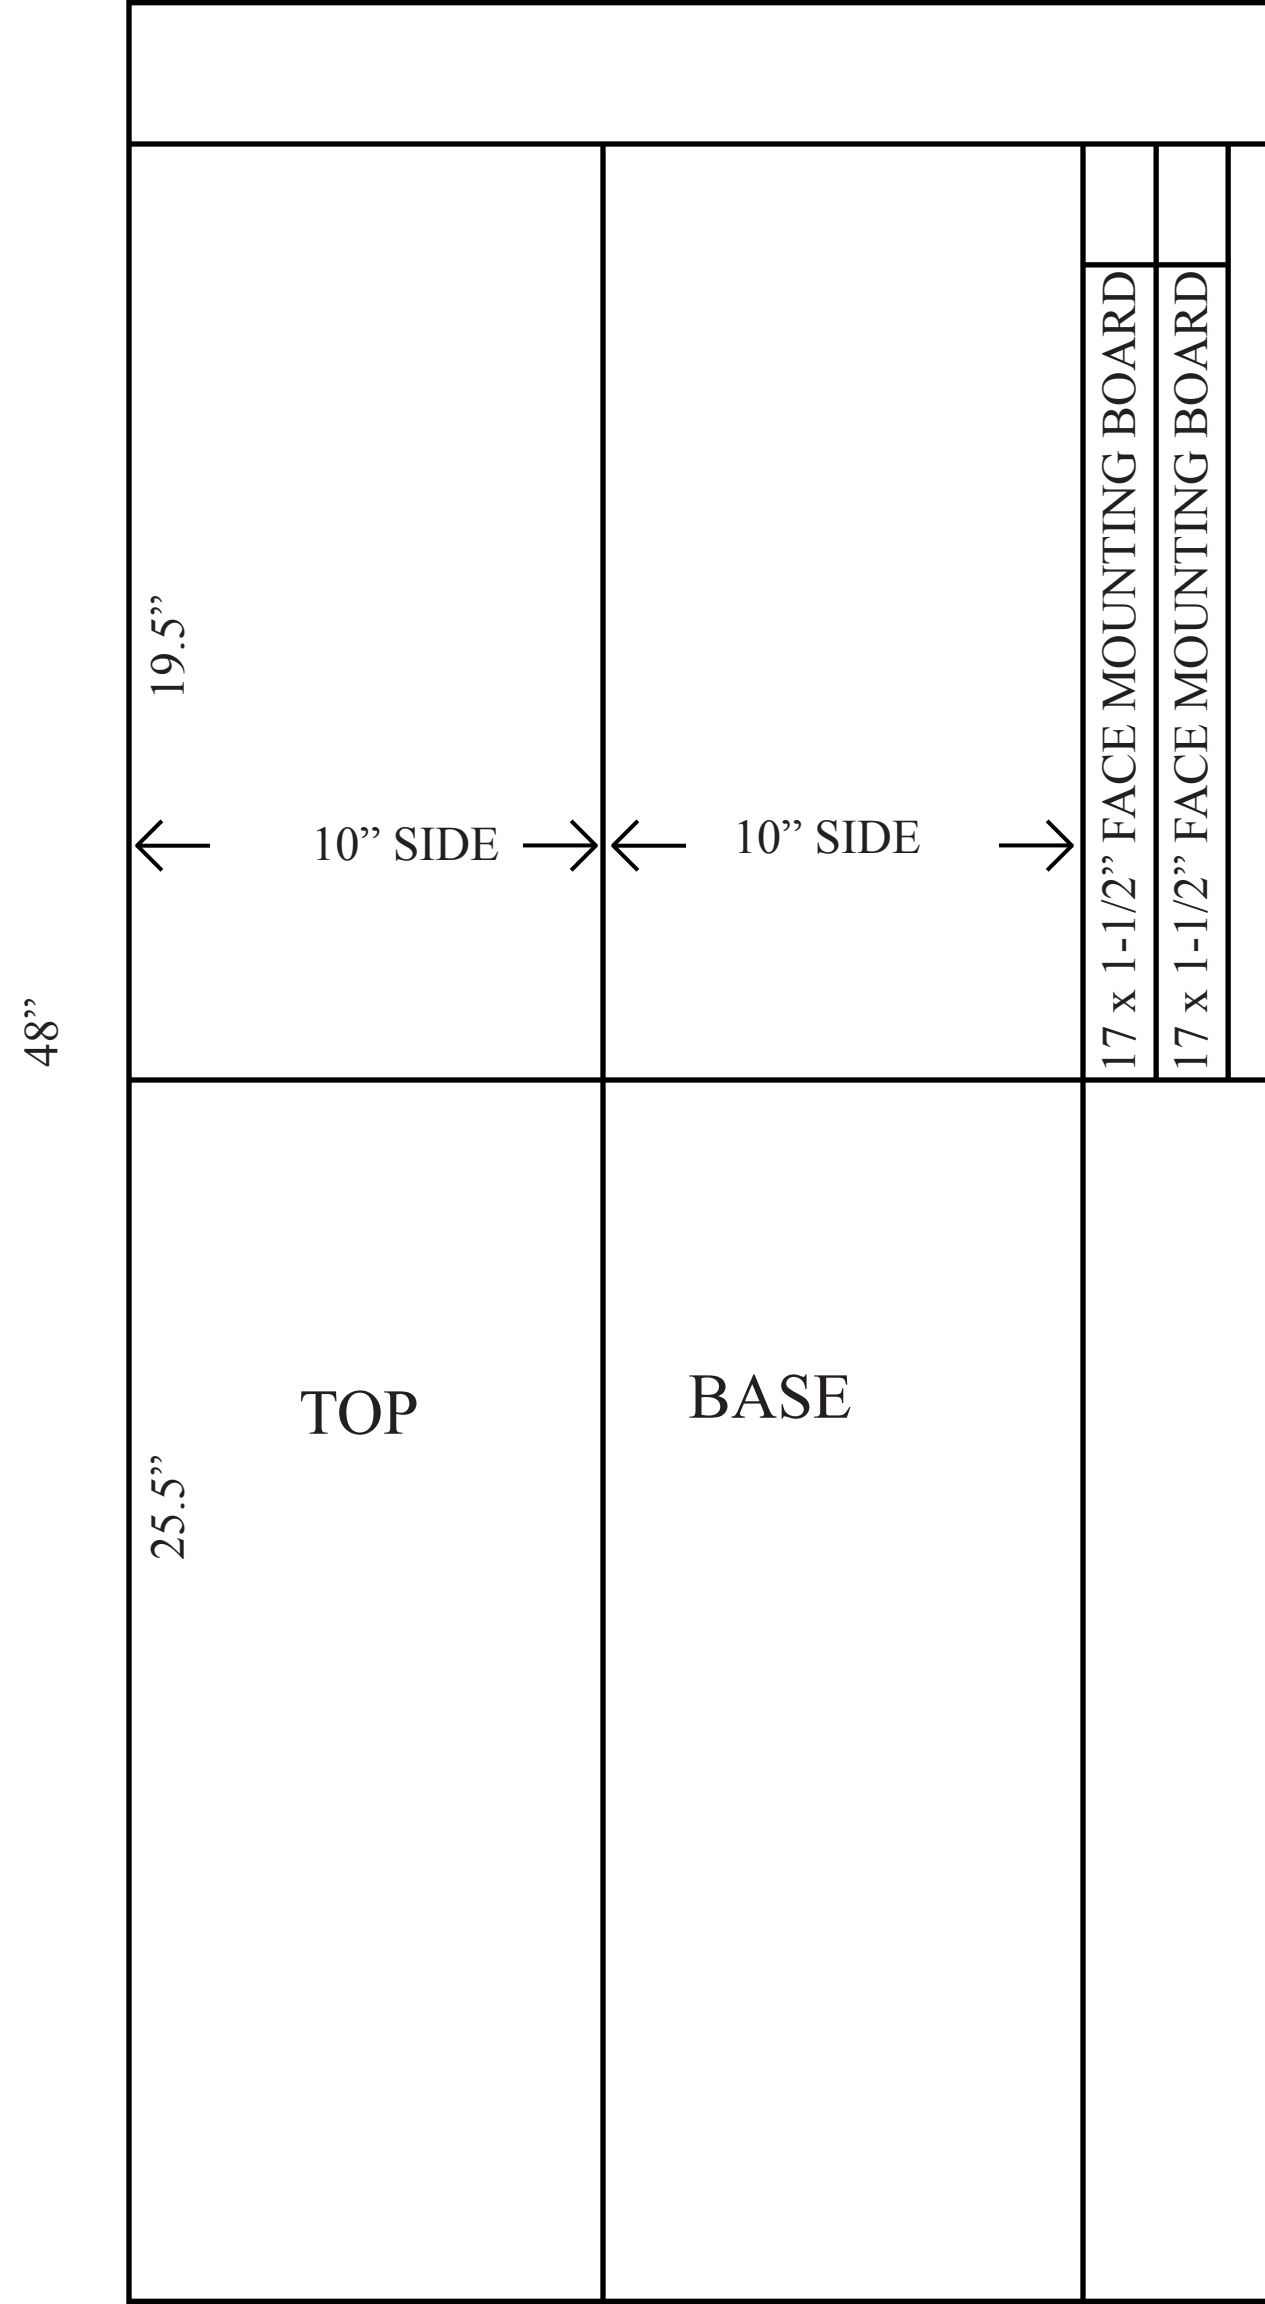 19.5”
10” SIDE
10” SIDE
17 x 1-1/2” FACE MOUNTING BOARD
17 x 1-1/2” FACE MOUNTING BOARD
48”
TOP
BASE
25.5”